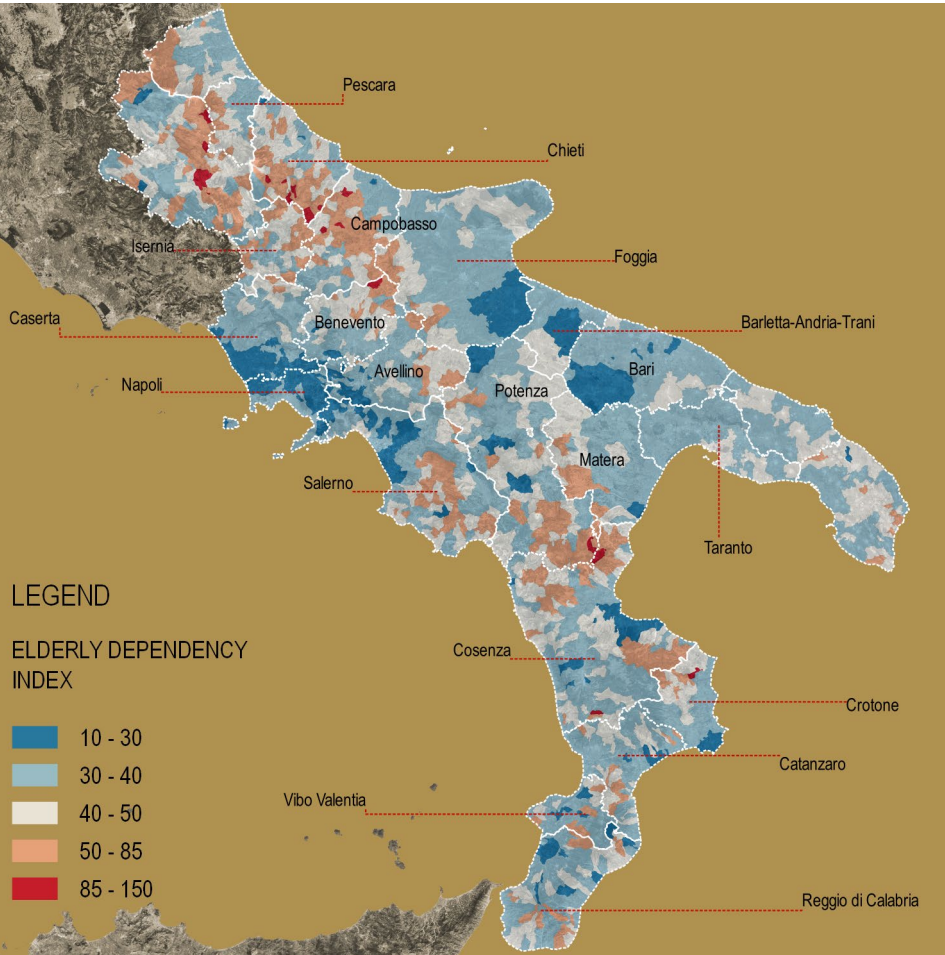 Pescara
Chieti
Campobasso
Isernia
Foggia
Caserta
Benevento
Barletta-Andria-Trani
Napoli
Avellino
Bari
Potenza
Matera
Salerno
Taranto
LEGEND
ELDERLY DEPENDENCY
INDEX
Cosenza
Crotone
10 - 30
30 - 40
Catanzaro
40 - 50
Vibo Valentia
50 - 85
85 - 150
Reggio di Calabria